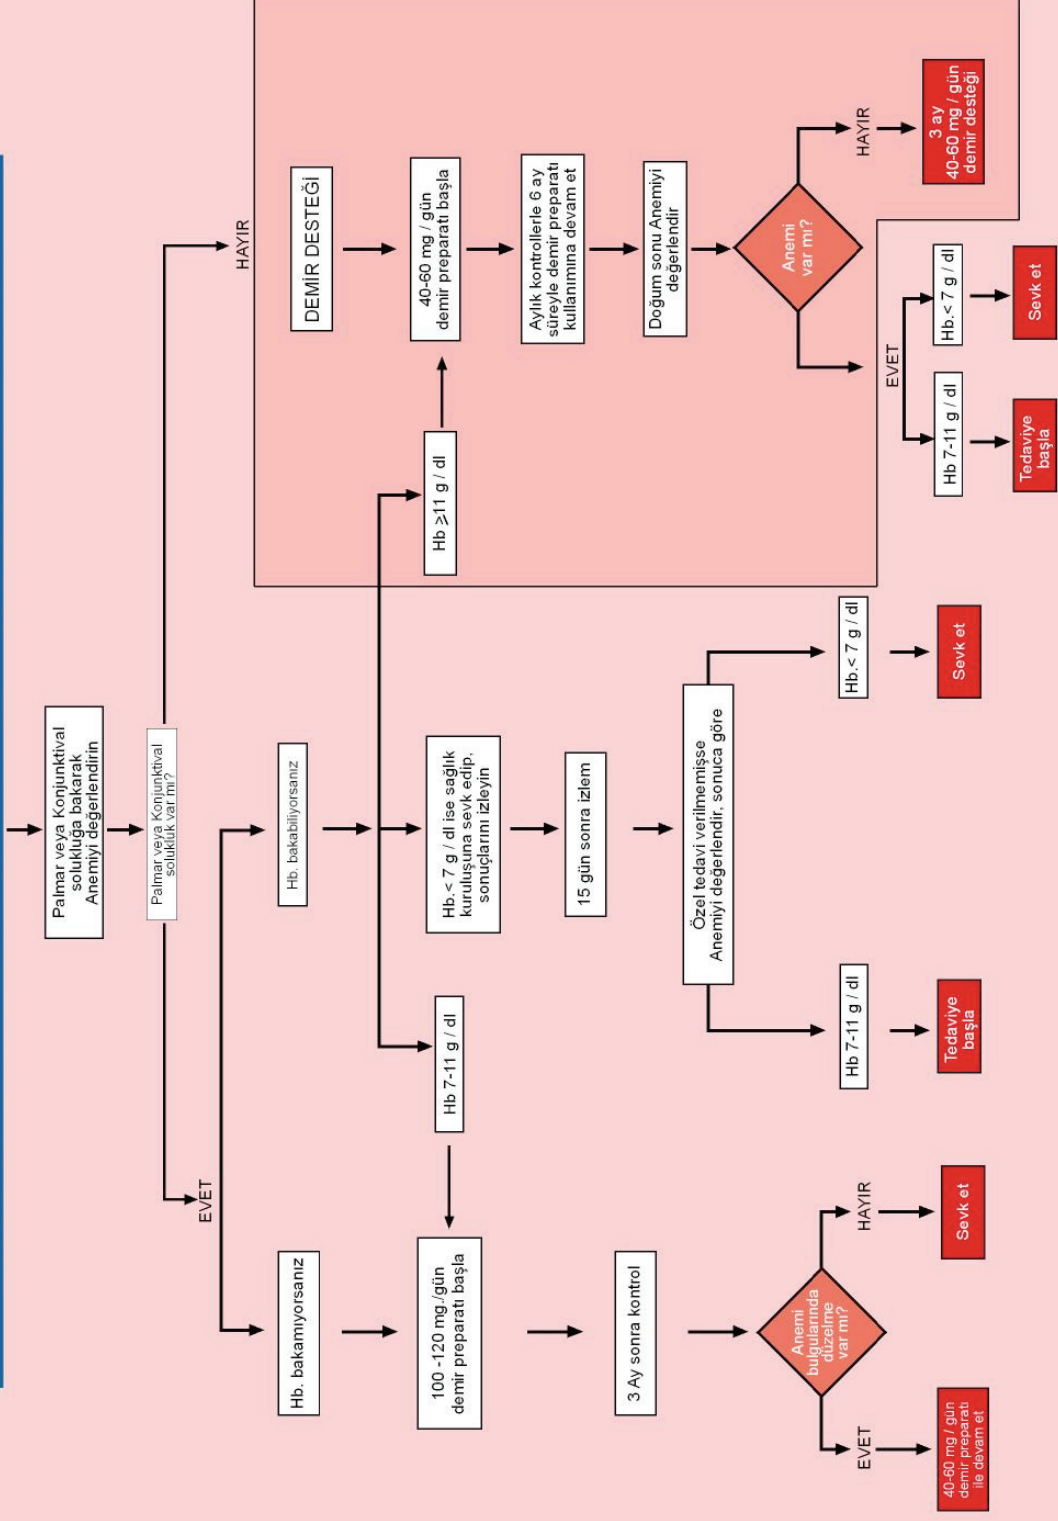 Palmar veya Konjunktival
solukluğa bakarak
Anemiyi değerlendirin
Palmar veya Konjunktival
solukluk var mı?
EVET
HAYIR
Hb. bakamıyorsanız
Hb. bakabiliyorsanız
DEMİR DESTEĞİ
100 -120 mg./gün
demir preparatı başla
Hb 7-11 g / dl
Hb.< 7 g / dl ise sağlık
kuruluşuna sevk edip,
sonuçlarını izleyin
Hb ⩾11 g / dl
40-60 mg / gün
demir preparatı başla
3 Ay sonra kontrol
15 gün sonra izlem
Aylık kontrollerle 6 ay
süreyle demir preparatı
kullanımına devam et
Özel tedavi verilmemişse
Anemiyi değerlendir, sonuca göre
Doğum sonu Anemiyi
değerlendir
Anemi
bulgularında
düzelme
var mı?
Anemi
var mı?
EVET
HAYIR
Hb 7-11 g / dl
Hb.< 7 g / dl
EVET
HAYIR
Hb 7-11 g / dl
Hb.< 7 g / dl
40-60 mg / gün
demir preparatı
ile devam et
Sevk et
Tedaviye
başla
Sevk et
Tedaviye
başla
Sevk et
3 ay
40-60 mg / gün
demir desteği